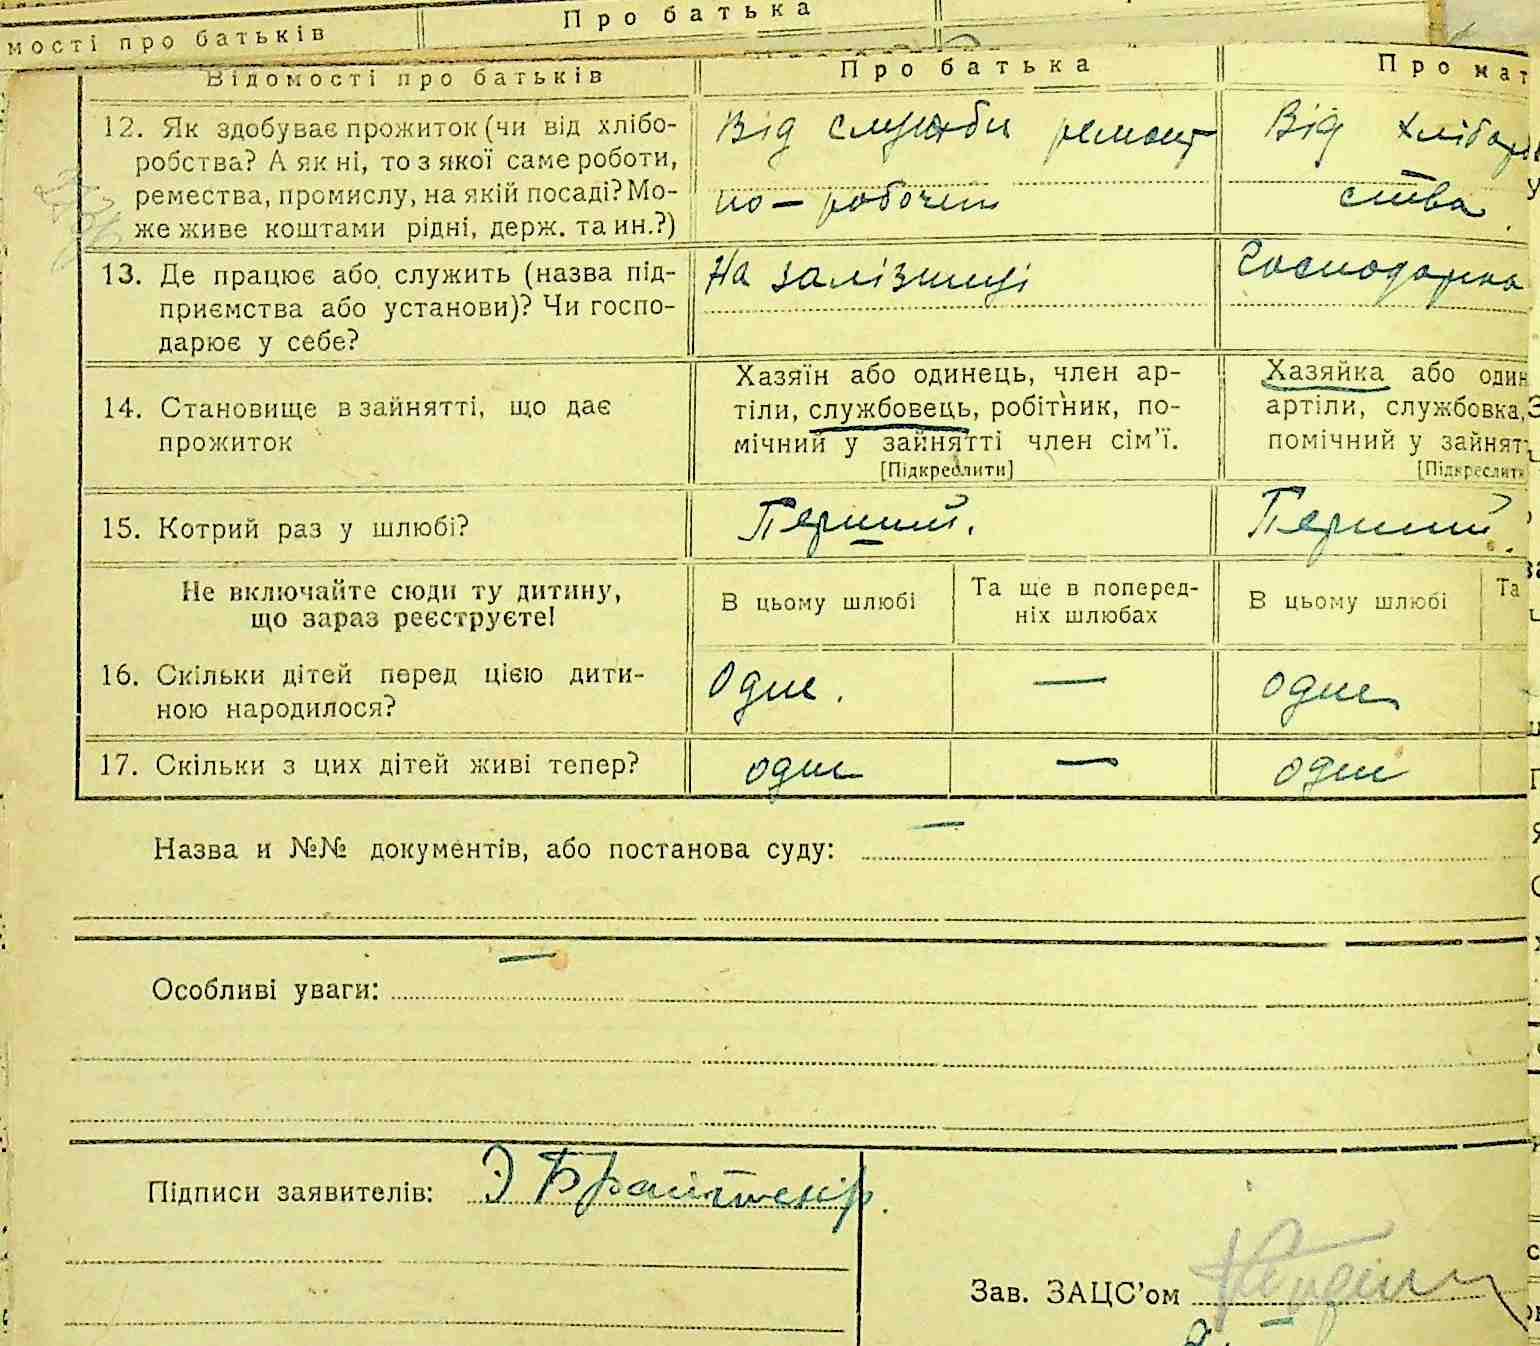 мості про батьків Про батька
Відомості про батьків Про батька Про мат
12. Як здобуває прожиток (чи від хлібо- Від служби ремонт Від хлібороб
робства? А як ні, то з якої саме роботи,
ремества, промислу, на якій посаді? Мо- но – робочий ства
же живе коштами рідні, держ. та ин.?)
13. Де працює або служить (назва під- На залізниці Господарка
приємства або установи)? Чи госпо-
дарює у себе?
Хазяїн або одинець, член ар- Хазяйка або один
14. Становище в зайнятті, що дає тіли, службовець, робітник, по- артіли, службовка,
прожиток мічний у зайнятті член сім'ї. помічний у зайнят
[Підкреслити] [Підкреслити
15. Котрий раз у шлюбі? Перший. Перший
Не включайте сюди ту дитину, В цьому шлюбі Та ще в поперед- В цьому шлюбі Та
що зараз реєструєте! ніх шлюбах
16. Скільки дітей перед цією дити- Одне. — одне
ною народилося?
17. Скільки з цих дітей живі тепер? одне — одне
Назва и №№ документів, або постанова суду: —
Особливі уваги: —
Підписи заявителів:
Зав. ЗАЦС'ом